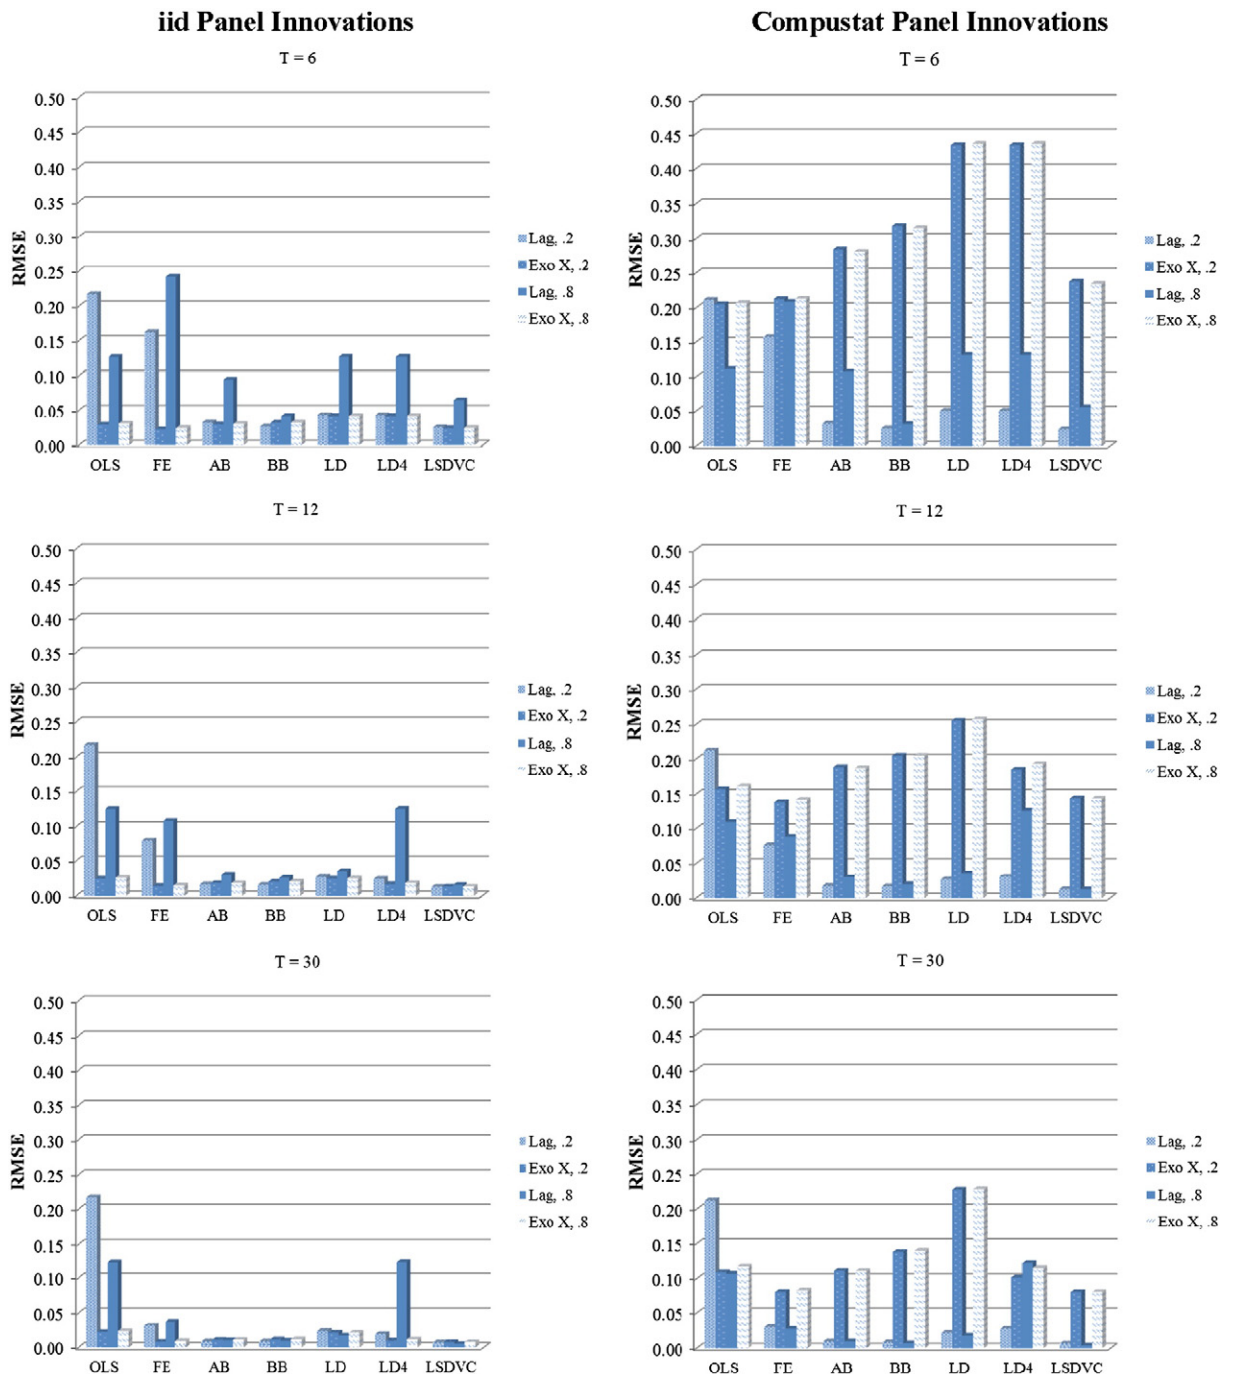 iid Panel Innovations
Compustat Panel Innovations
T = 6
0.50
0.45
0.40
0.35
0.30
0.25
0.20
0.15
0.10
0.05
0.00
RMSE
OLS FE AB BB LD LD4 LSDVC
Lag, .2
Exo X, .2
Lag, .8
Exo X, .8
T = 6
0.50
0.45
0.40
0.35
0.30
0.25
0.20
0.15
0.10
0.05
0.00
RMSE
OLS FE AB BB LD LD4 LSDVC
Lag, .2
Exo X, .2
Lag, .8
Exo X, .8
T = 12
0.50
0.45
0.40
0.35
0.30
0.25
0.20
0.15
0.10
0.05
0.00
RMSE
OLS FE AB BB LD LD4 LSDVC
Lag, .2
Exo X, .2
Lag, .8
Exo X, .8
T = 12
0.50
0.45
0.40
0.35
0.30
0.25
0.20
0.15
0.10
0.05
0.00
RMSE
OLS FE AB BB LD LD4 LSDVC
Lag, .2
Exo X, .2
Lag, .8
Exo X, .8
T = 30
0.50
0.45
0.40
0.35
0.30
0.25
0.20
0.15
0.10
0.05
0.00
RMSE
OLS FE AB BB LD LD4 LSDVC
Lag, .2
Exo X, .2
Lag, .8
Exo X, .8
T = 30
0.50
0.45
0.40
0.35
0.30
0.25
0.20
0.15
0.10
0.05
0.00
RMSE
OLS FE AB BB LD LD4 LSDVC
Lag, .2
Exo X, .2
Lag, .8
Exo X, .8